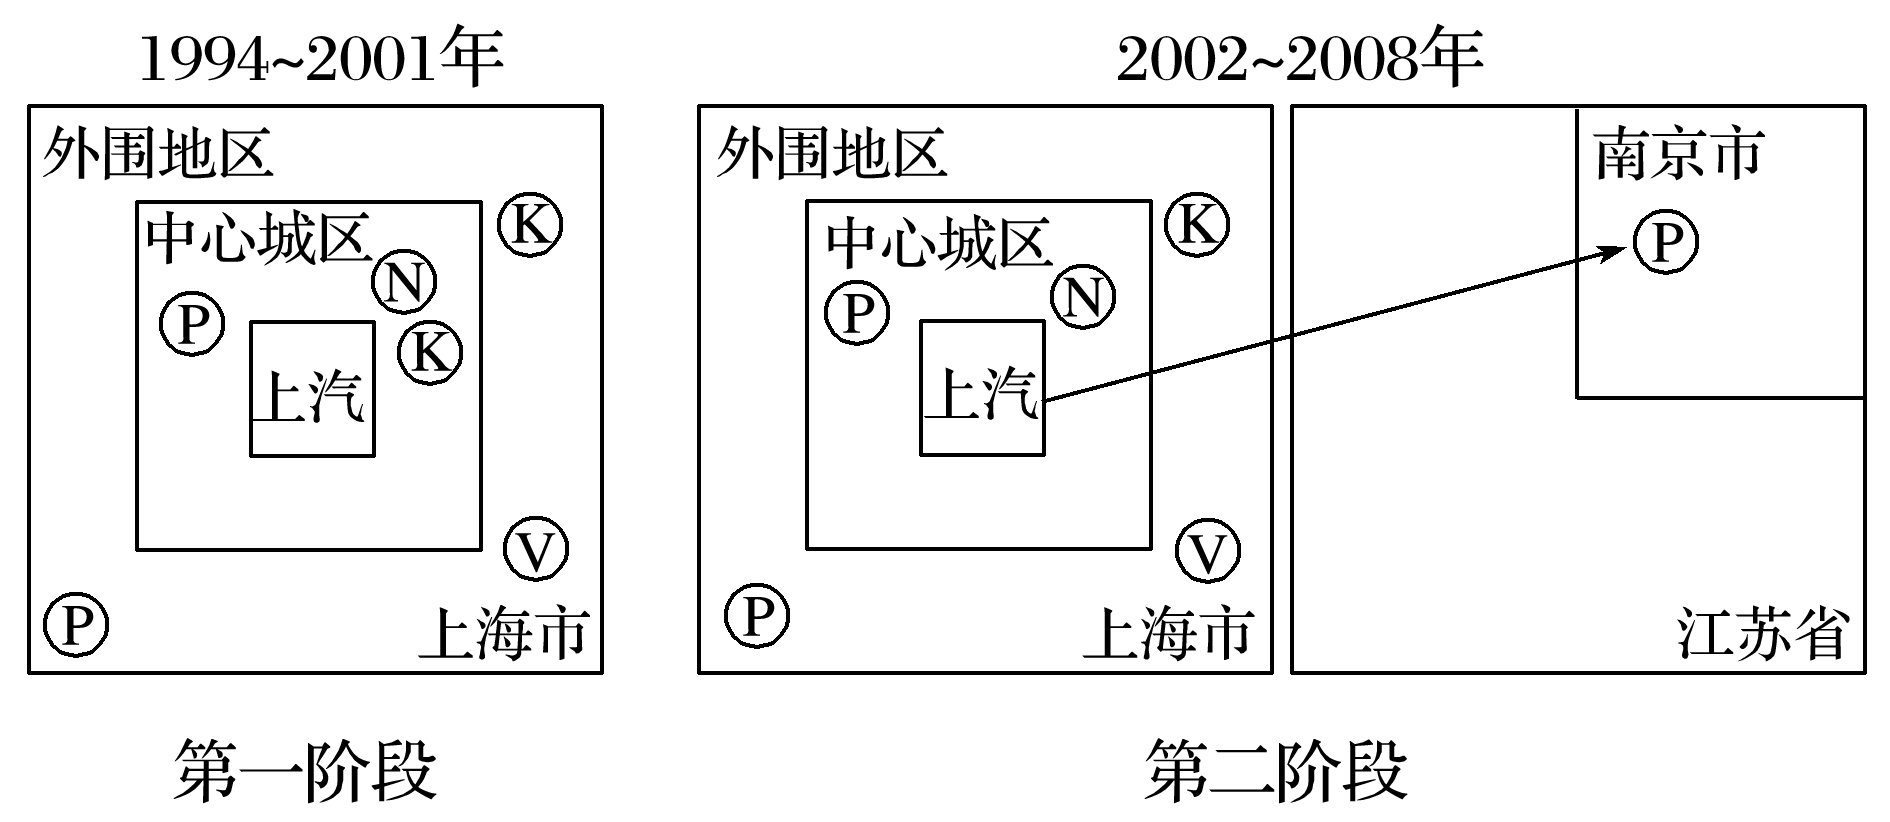 1994~2001年
2002~2008年
外围地区
K
中心城区
N
P
K
上汽
V
P
上海市
外围地区
K
中心城区
N
P
上汽
V
P
上海市
南京市
P
江苏省
第一阶段
第二阶段